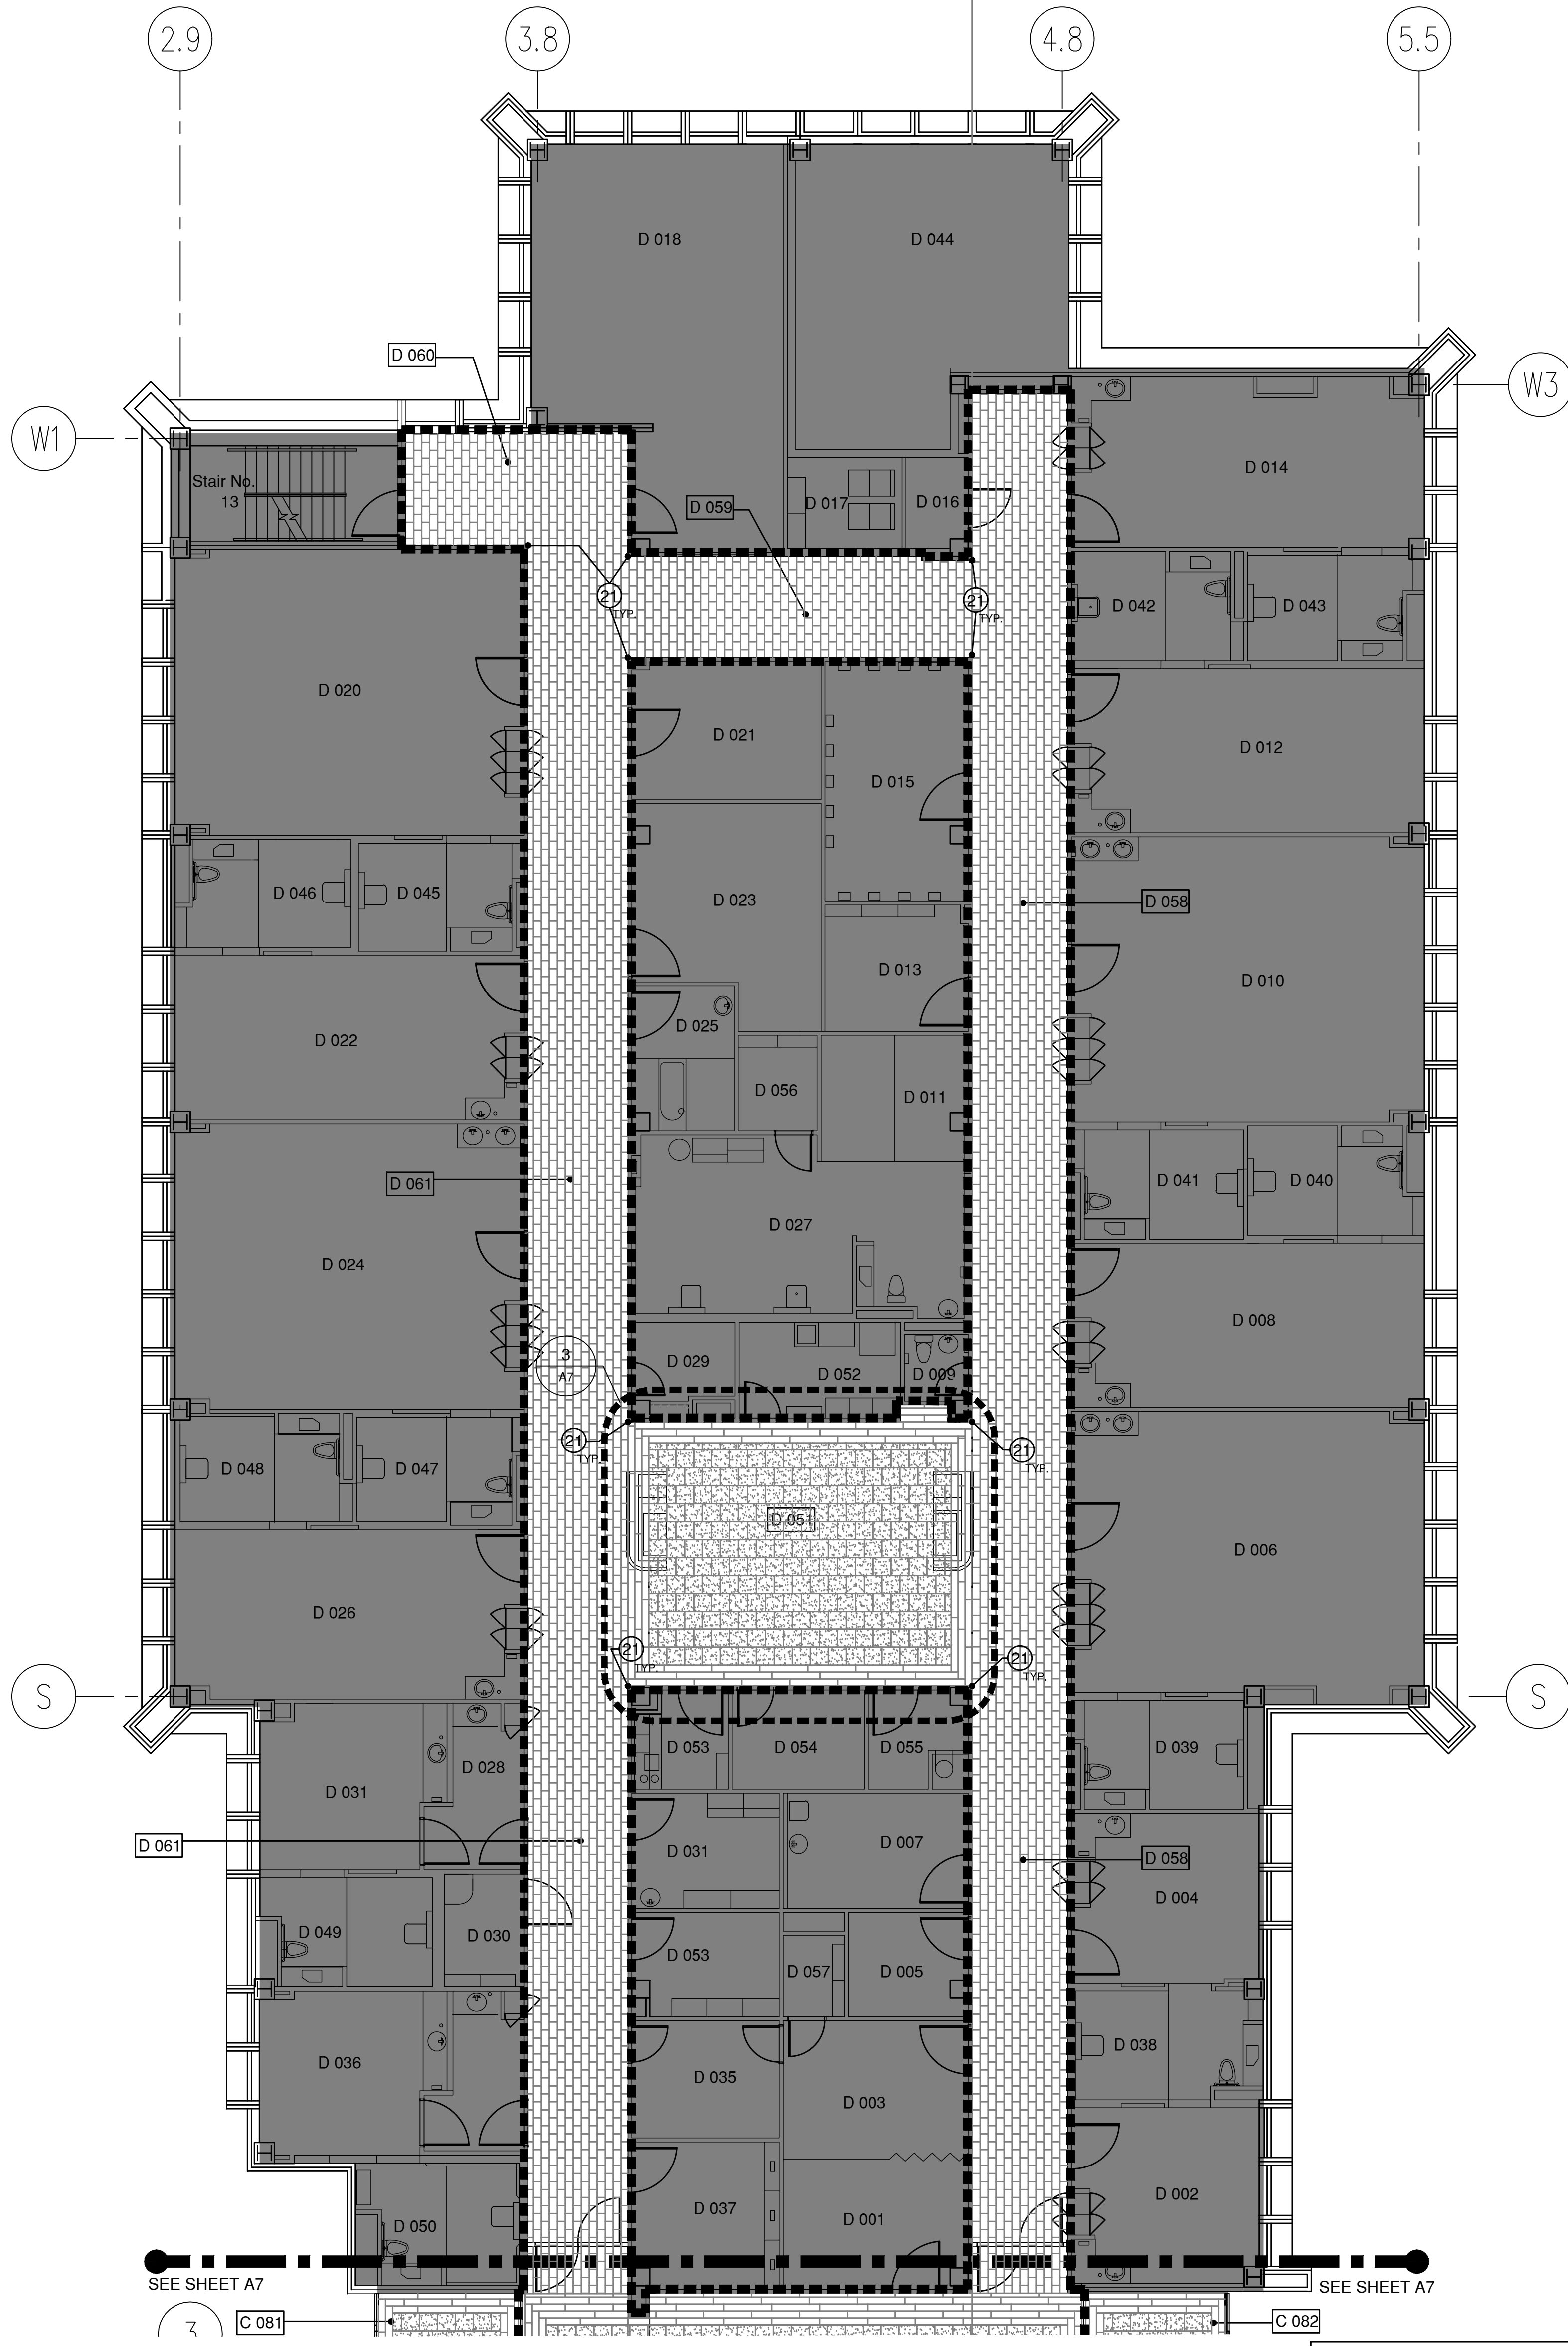 2.9
3.8
4.8
5.5
D 018
D 044
D 060
W3
W1
D 014
Stair No.
13
D 017
D 016
D 059
21
TYP.
21
TYP.
D 042
D 043
D 020
D 021
D 012
D 015
D 046
D 045
D 023
D 058
D 013
D 010
D 025
D 022
D 056
D 011
D 061
D 041
D 040
D 027
D 024
D 008
3
A7
D 029
D 052
D 009
21
TYP.
21
TYP.
D 048
D 047
D 051
D 006
D 026
21
TYP.
21
TYP.
S
S
D 053
D 054
D 055
D 039
D 028
D 031
D 061
D 031
D 007
D 058
D 004
D 049
D 030
D 053
D 057
D 005
D 038
D 036
D 035
D 003
D 002
D 037
D 001
D 050
SEE SHEET A7
SEE SHEET A7
3
C 081
C 082